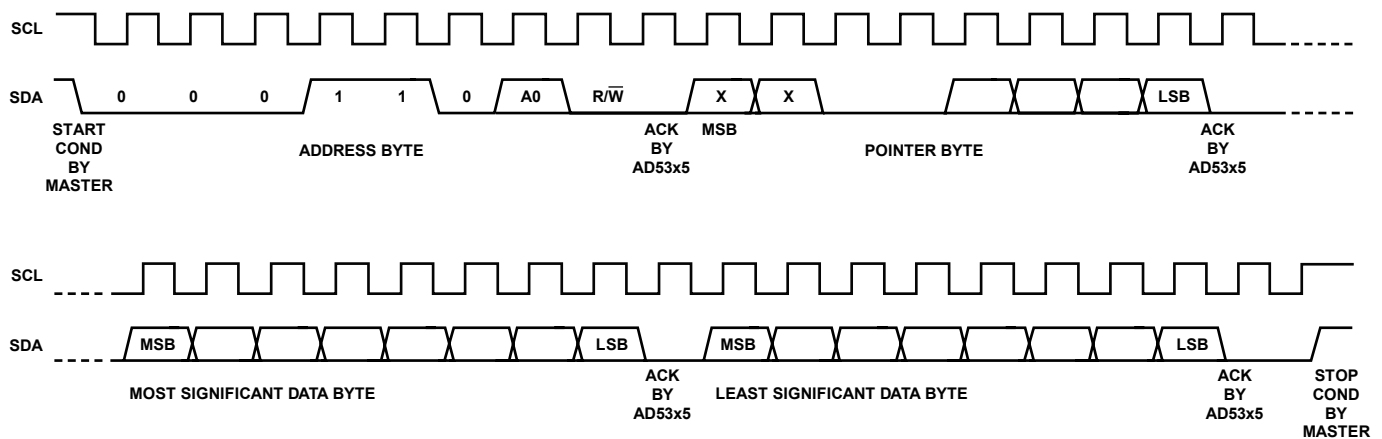 SCL
SDA 0 0 0 1 1 0 A0 R/W̅ X X LSB
START
COND
BY
MASTER
ADDRESS BYTE
ACK
BY
AD53x5
MSB
POINTER BYTE
ACK
BY
AD53x5
SCL
SDA MSB LSB MSB LSB
MOST SIGNIFICANT DATA BYTE
ACK
BY
AD53x5
LEAST SIGNIFICANT DATA BYTE
ACK
BY
AD53x5
STOP
COND
BY
MASTER